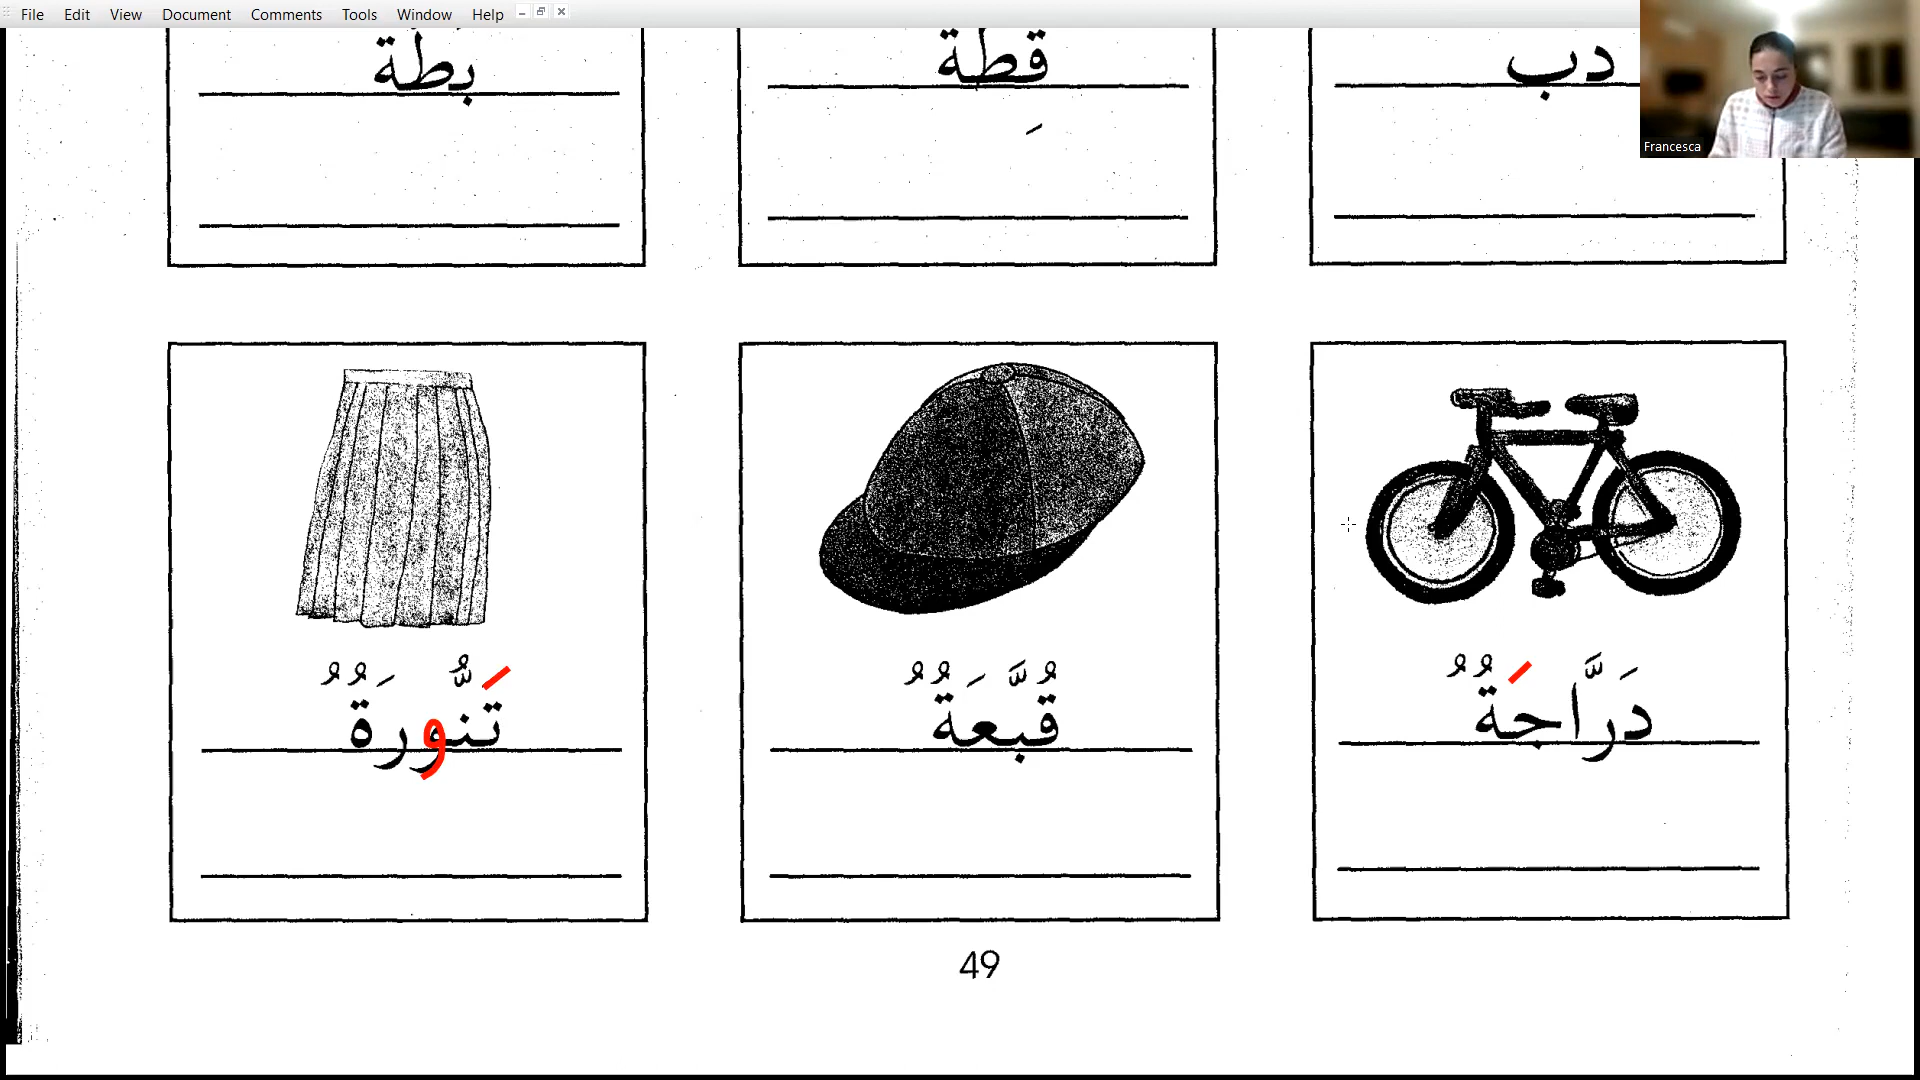 File Edit View Document Comments Tools Window Help
Francesca
دب قطة بطة
دَرَّاجَةٌ قُبَّعَةٌ تَنُّورَةٌ
49